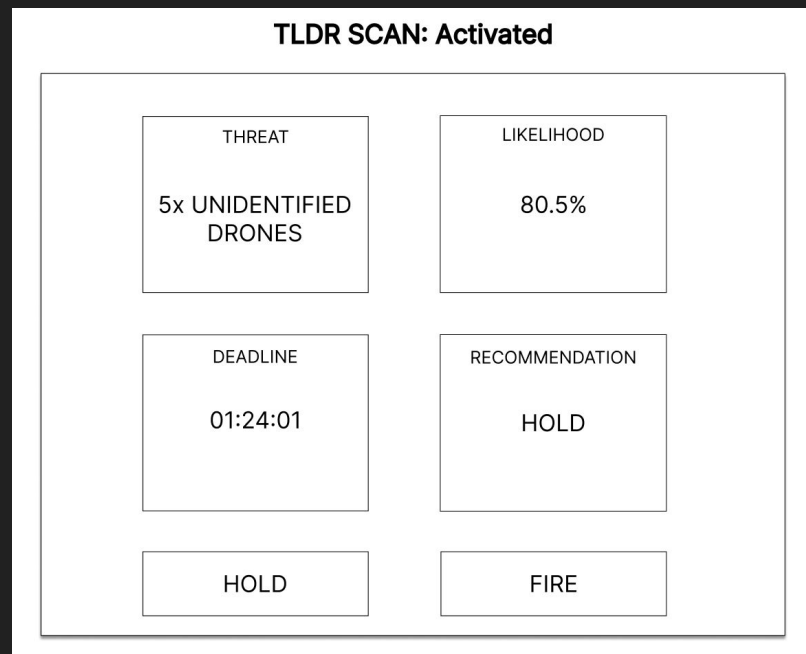 TLDR SCAN: Activated
THREAT
5x UNIDENTIFIED
DRONES
LIKELIHOOD
80.5%
DEADLINE
01:24:01
RECOMMENDATION
HOLD
HOLD
FIRE